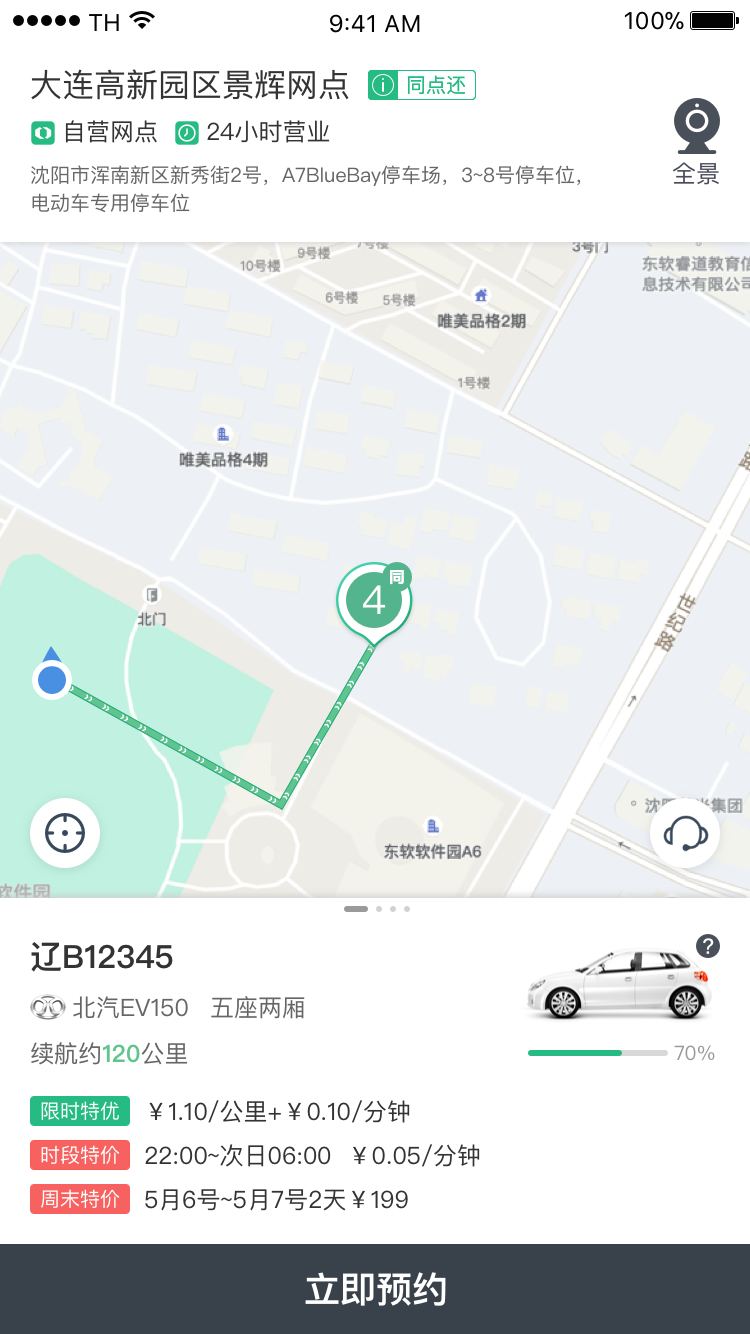 TH 9:41 AM 100%
大连高新园区景辉网点 同点还
自营网点 24小时营业
全景
沈阳市浑南新区新秀街2号，A7BlueBay停车场，3~8号停车位，
电动车专用停车位
3号门
9号楼
10号楼
东软睿道教育信
息技术有限公司
6号楼 5号楼
唯美品格2期
1号楼
唯美品格4期
同
4
北门
世纪路
沈阳
集团
东软软件园A6
软件园
辽B12345
?
北汽EV150 五座两厢
续航约120公里
70%
限时特优 ￥1.10/公里+￥0.10/分钟
时段特价 22:00~次日06:00 ￥0.05/分钟
周末特价 5月6号~5月7号2天￥199
立即预约